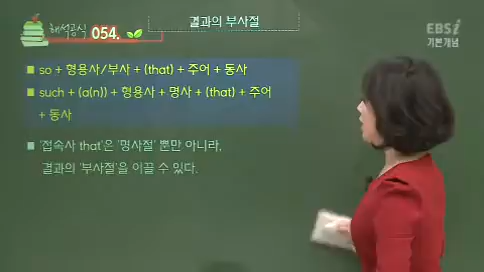 해석공식 054.
결과의 부사절
EBSi
기본개념
so + 형용사/부사 + (that) + 주어 + 동사
such + (a(n)) + 형용사 + 명사 + (that) + 주어
+ 동사
'접속사 that'은 '명사절' 뿐만 아니라,
결과의 '부사절'을 이끌 수 있다.